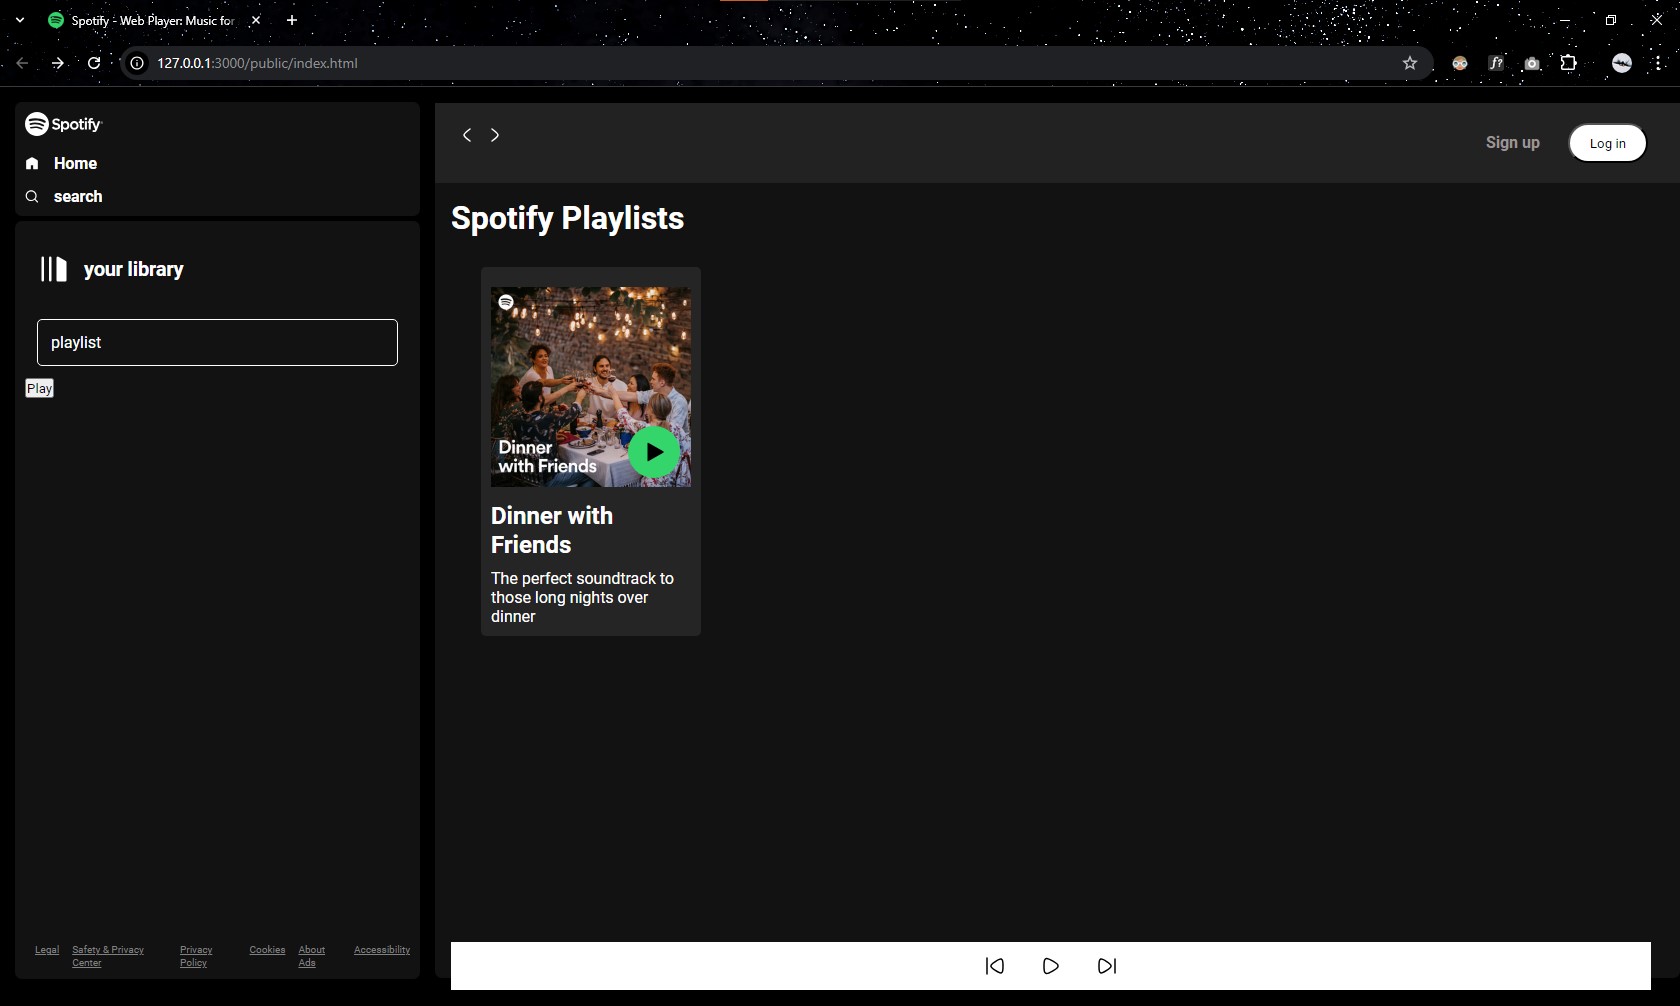 Spotify - Web Player: Music for
127.0.0.1:3000/public/index.html
f?
Spotify
Home
search
your library
playlist
Play
Legal
Safety & Privacy
Center
Privacy
Policy
Cookies
About
Ads
Accessibility
Sign up
Log in
Spotify Playlists
Dinner
with Friends
Dinner with
Friends
The perfect soundtrack to
those long nights over
dinner